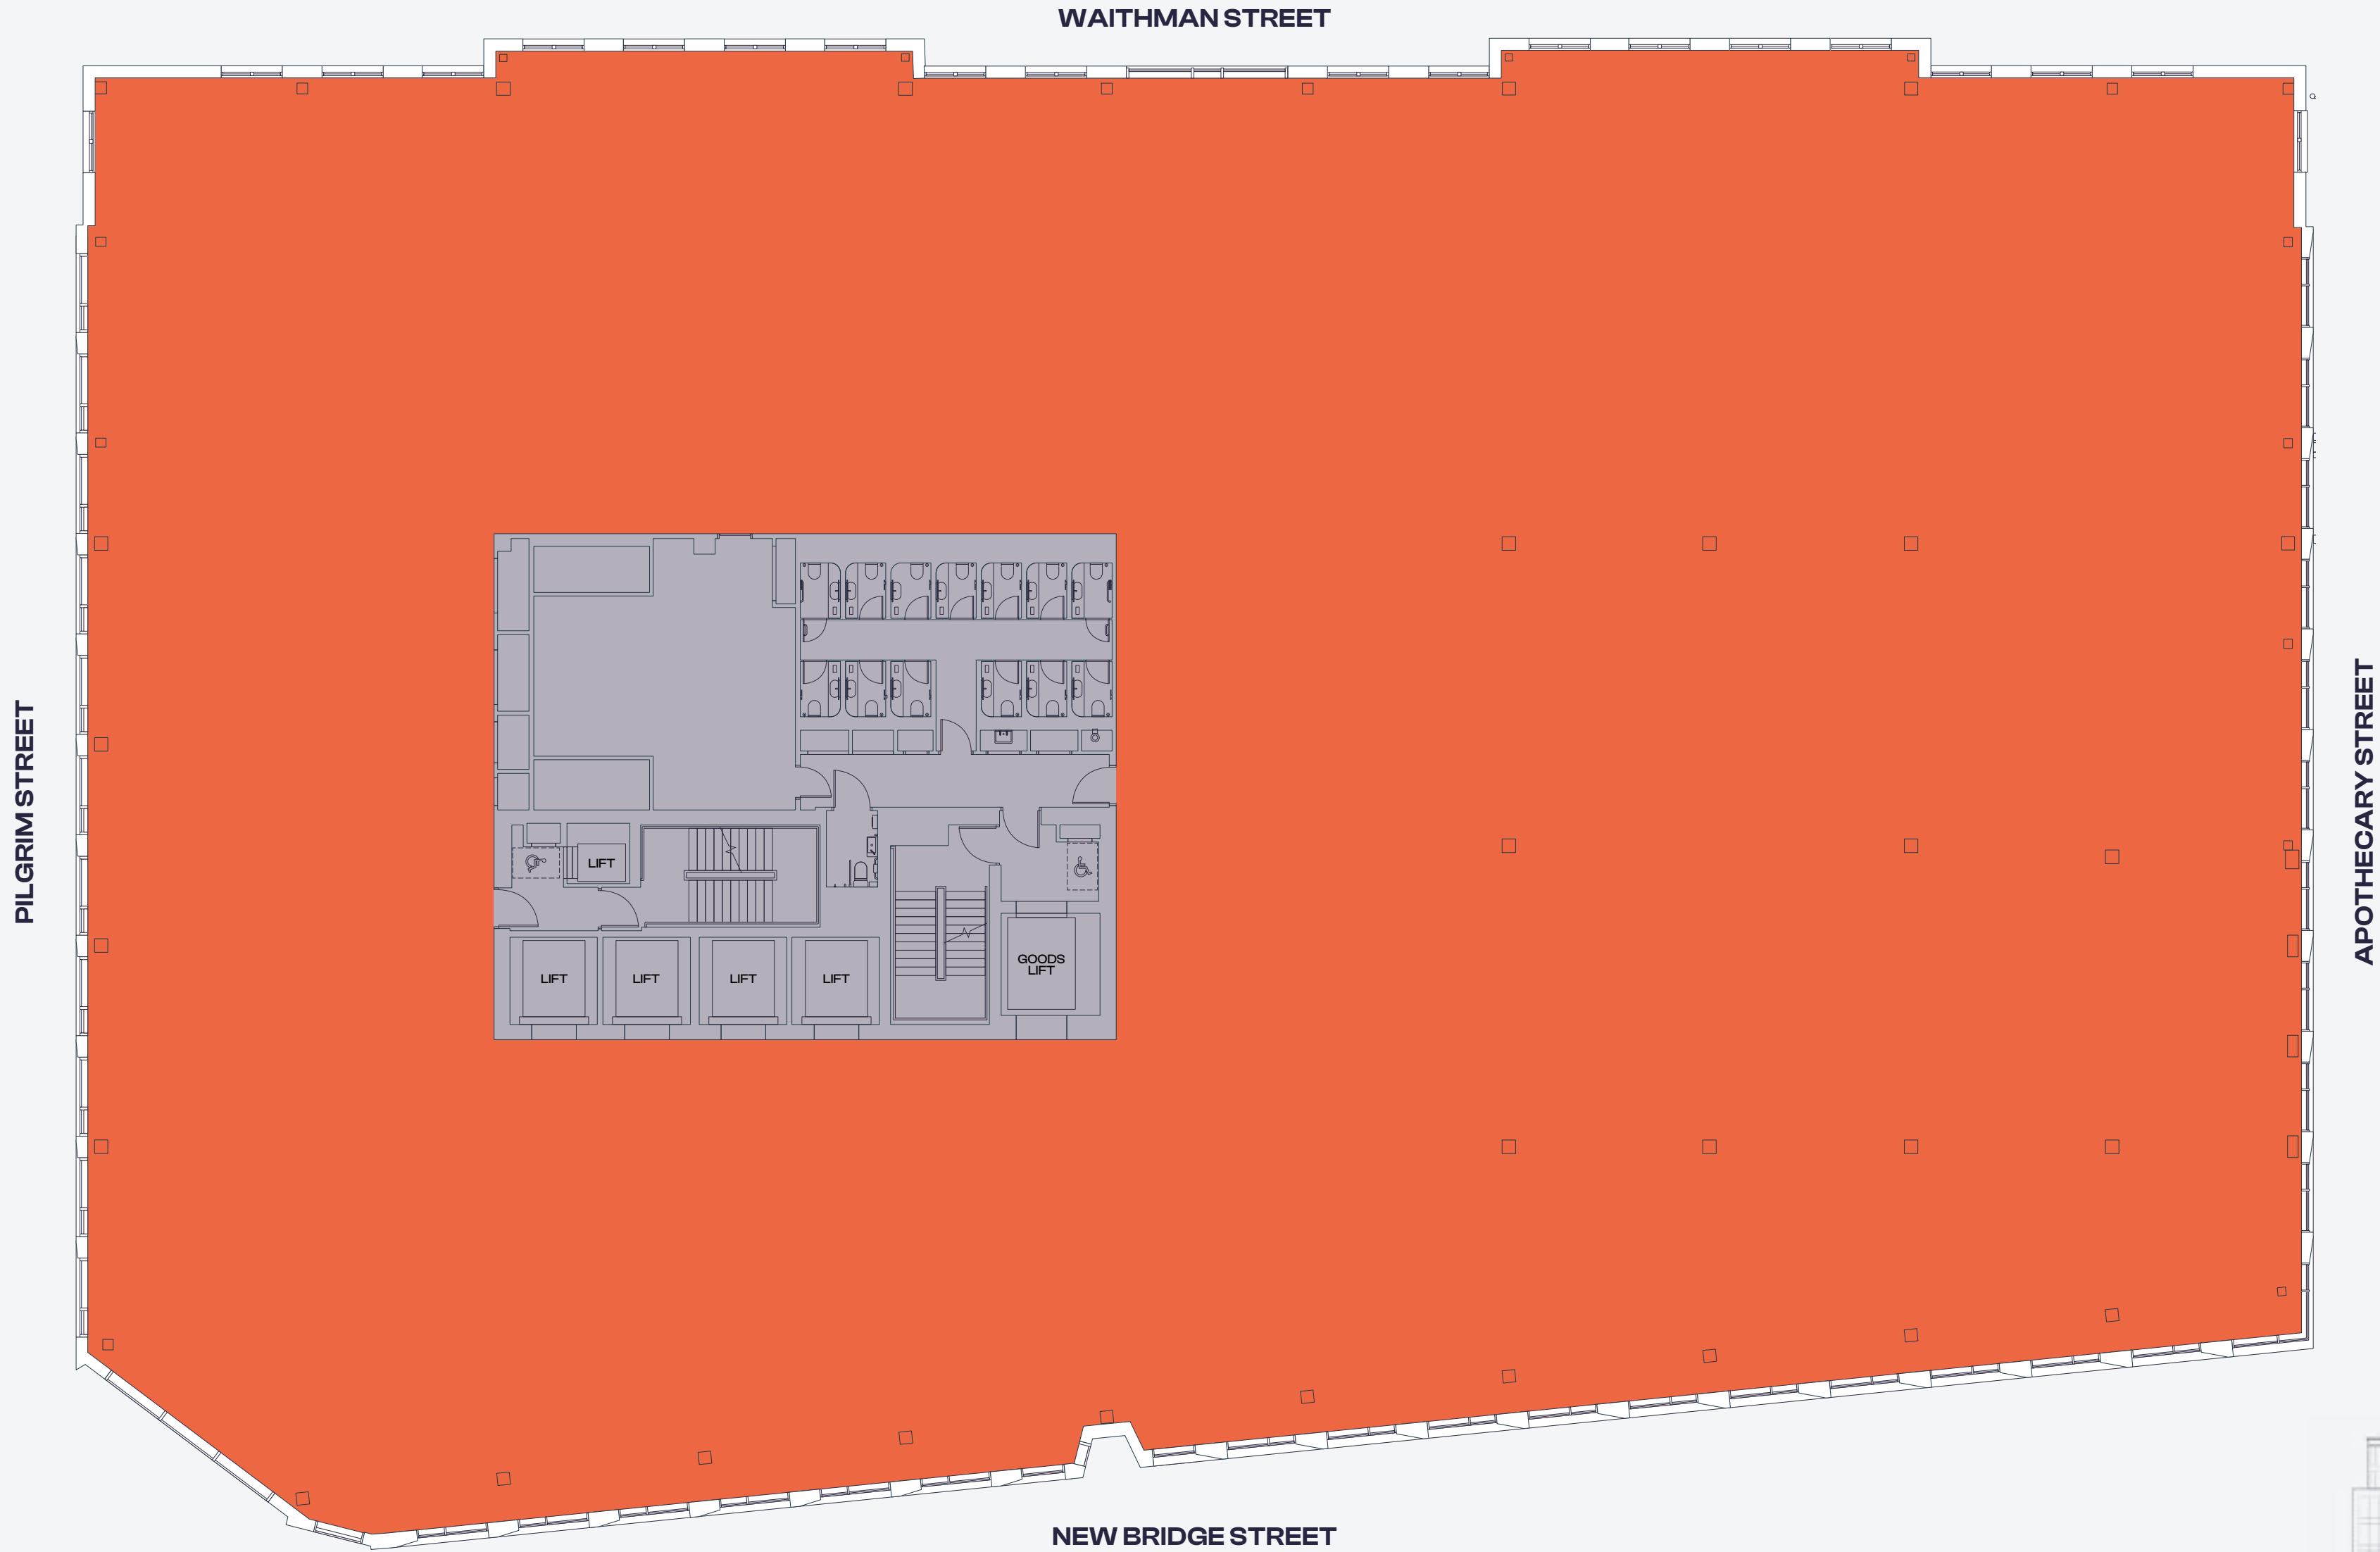 WAITHMAN STREET
PILGRIM STREET
APOTHECARY STREET
LIFT
LIFT
LIFT
LIFT
LIFT
GOODS
LIFT
NEW BRIDGE STREET